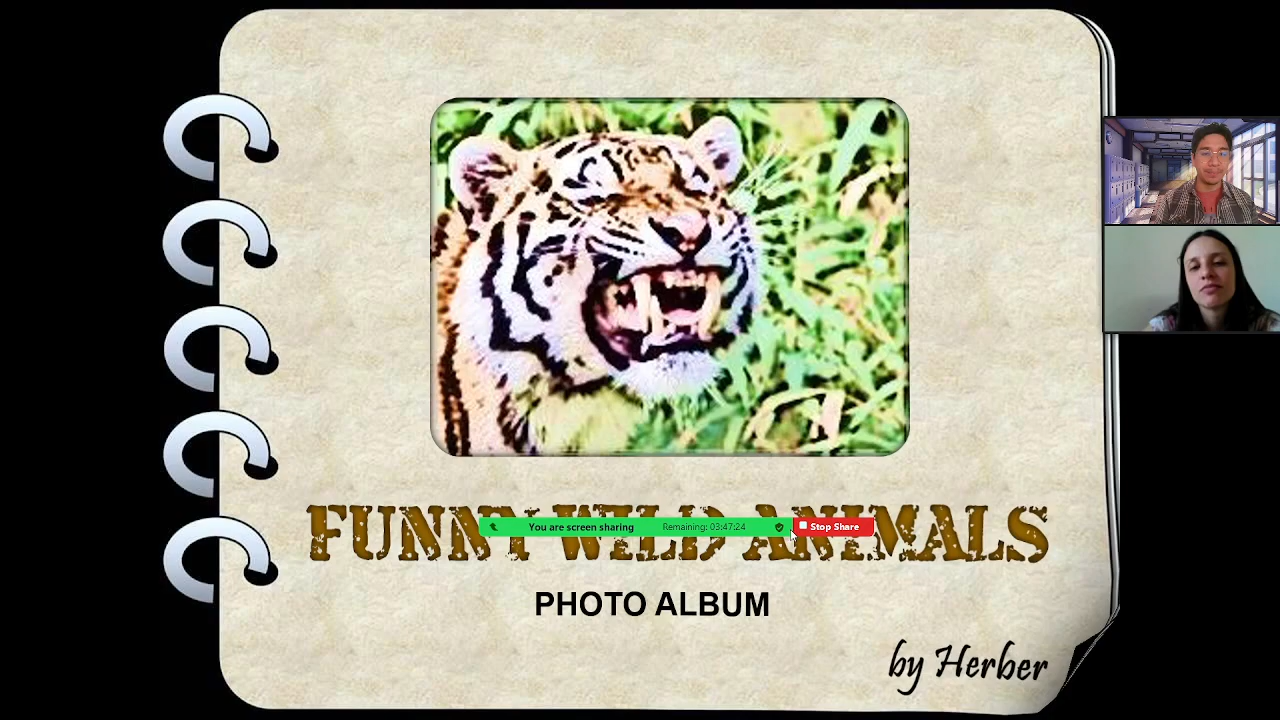 FUNNY WILD ANIMALS
You are screen sharing Remaining: 03:47:24 Stop Share
PHOTO ALBUM
by Herber